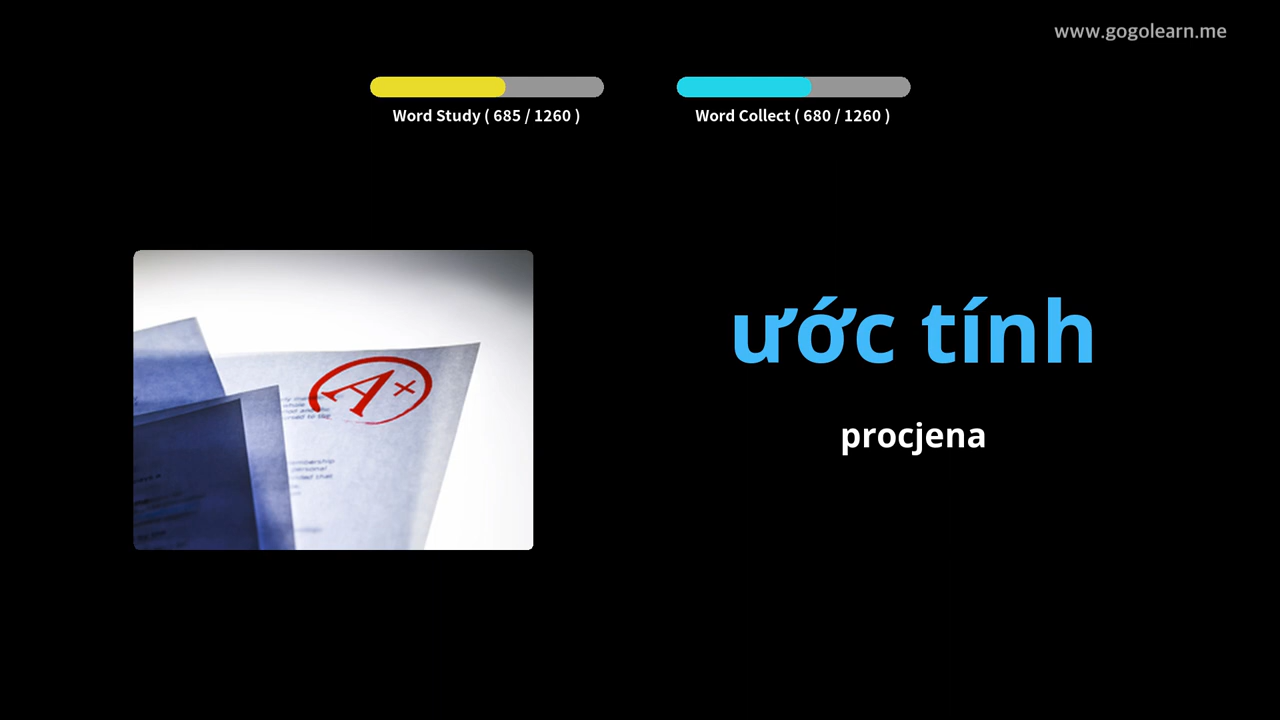 www.gogolearn.me
Word Study ( 685 / 1260 )
Word Collect ( 680 / 1260 )
A+
ước tính
procjena